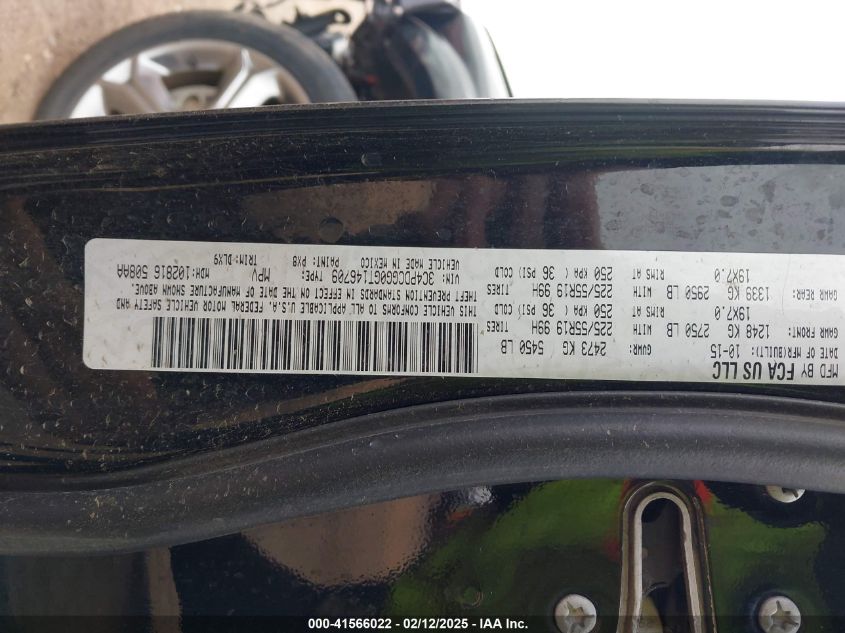 MFD BY FCA US LLC
DATE OF MFR(BUILT): 10-15 GVWR: 2473 KG 5450 LB
GAWR FRONT: 1248 KG 2750 LB WITH 225/55R19 99H TIRES
19X7.0 RIMS AT 250 KPA ( 36 PSI) COLD
GAWR REAR: 1339 KG 2950 LB WITH 225/55R19 99H TIRES
19X7.0 RIMS AT 250 KPA ( 36 PSI) COLD
THIS VEHICLE CONFORMS TO ALL APPLICABLE U.S.A. FEDERAL MOTOR VEHICLE SAFETY AND
THEFT PREVENTION STANDARDS IN EFFECT ON THE DATE OF MANUFACTURE SHOWN ABOVE.
VIN: 3C4PDCGG0GT146709 TYPE: MPV MDH: 102816 508AA
VEHICLE MADE IN MEXICO PAINT: PX8 TRIM: DLX9
000-41566022 - 02/12/2025 - IAA Inc.